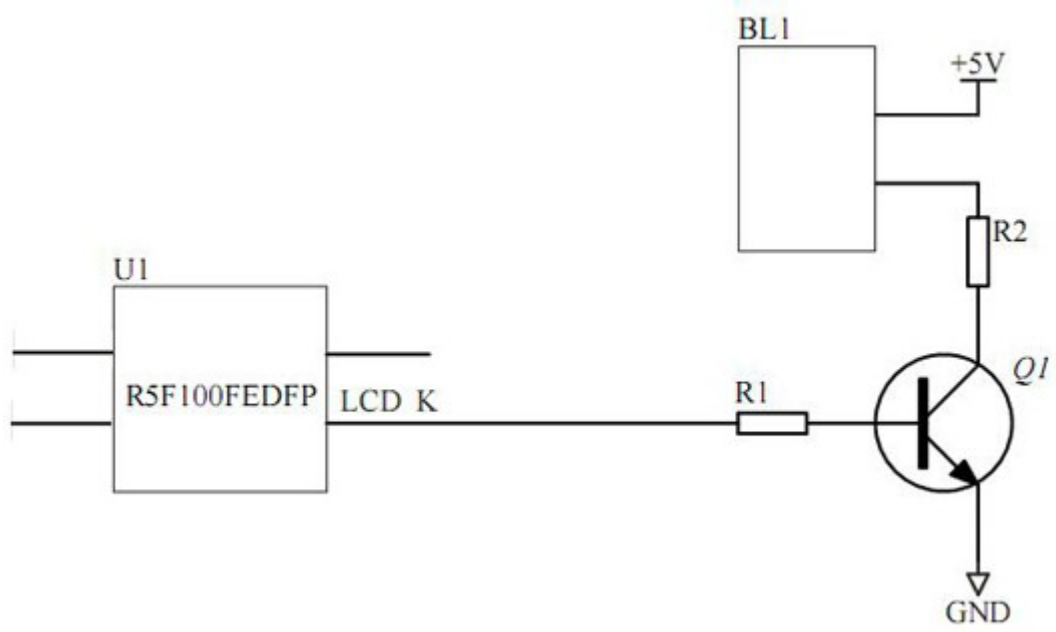 BL1
+5V
R2
U1
R5F100FEDFP
LCD K
R1
Q1
GND